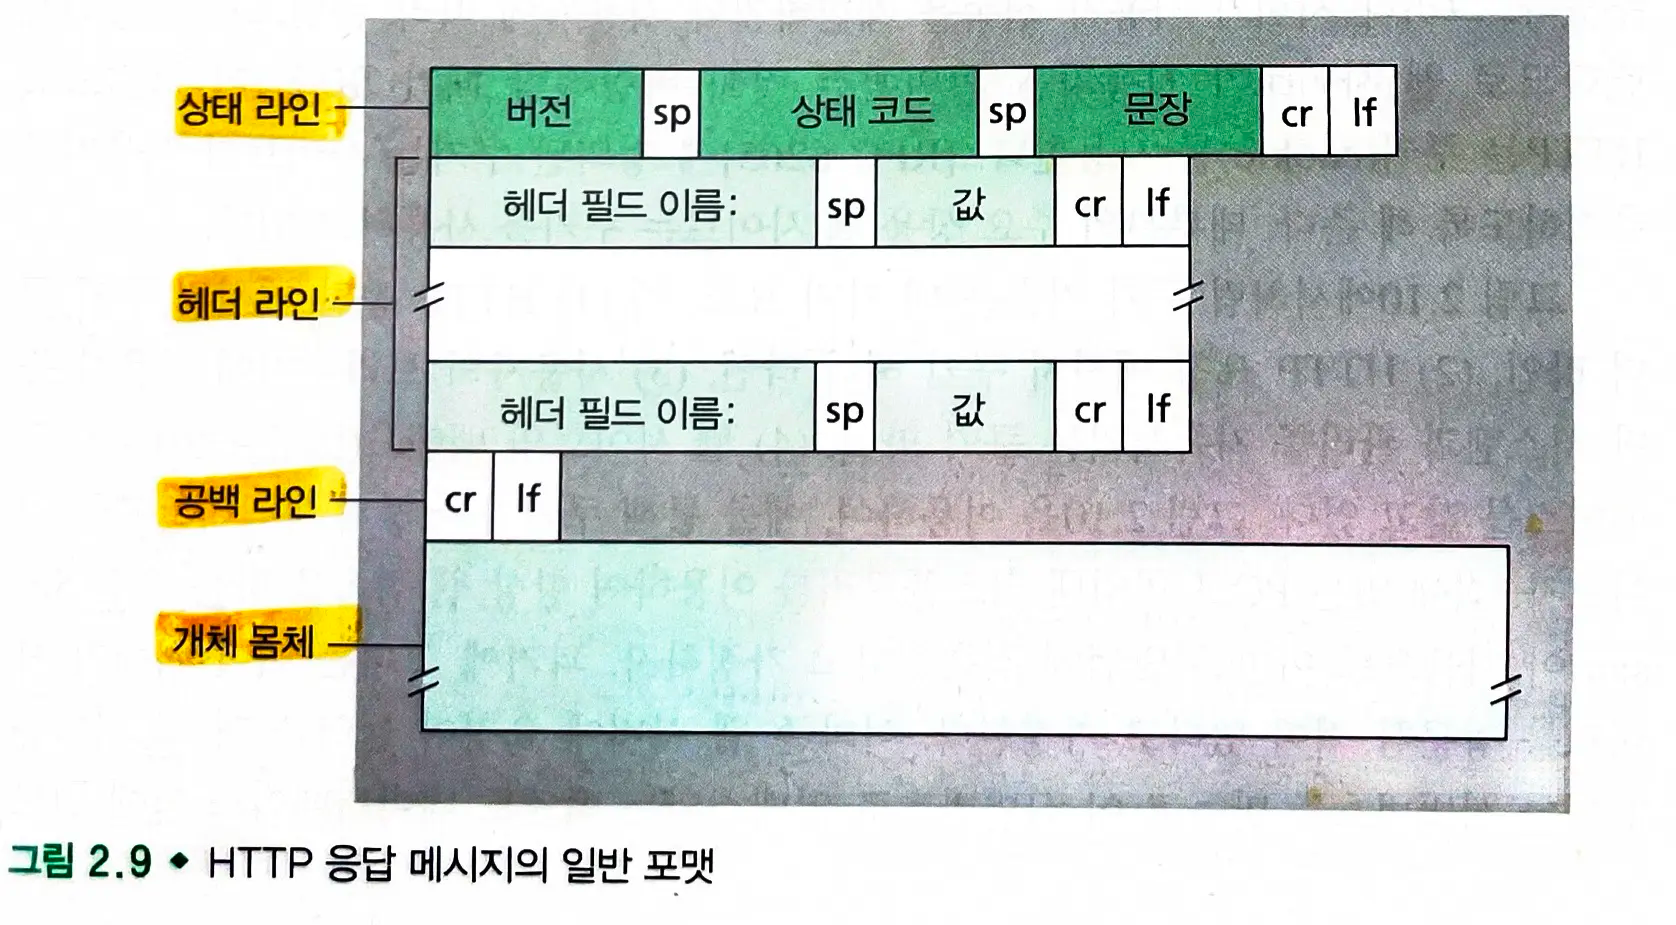 상태 라인 버전 sp 상태 코드 sp 문장 cr lf
헤더 필드 이름: sp 값 cr lf
헤더 라인
헤더 필드 이름: sp 값 cr lf
공백 라인 cr lf
개체 몸체
그림 2.9 ◆ HTTP 응답 메시지의 일반 포맷